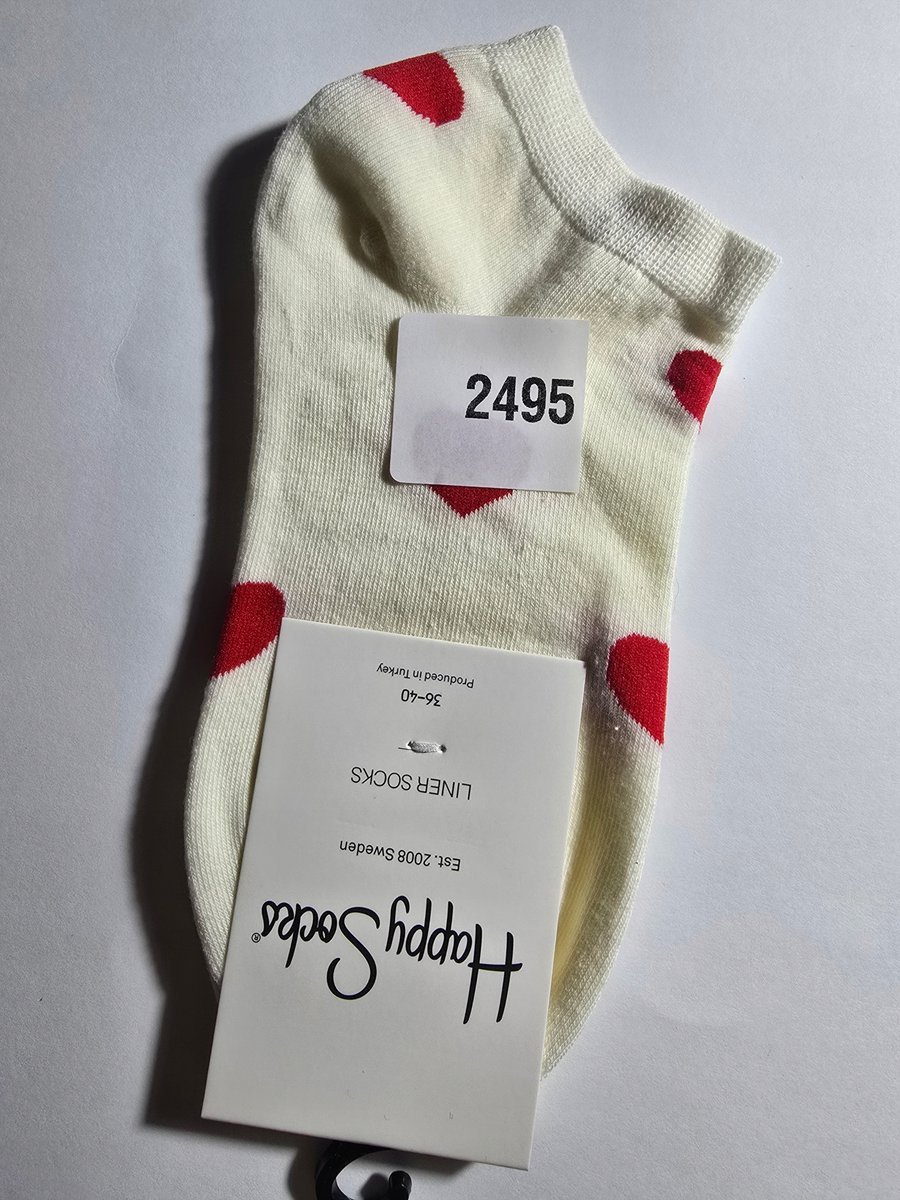 2495
Happy Socks®
Est. 2008 Sweden
LINER SOCKS
36-40
Produced in Turkey